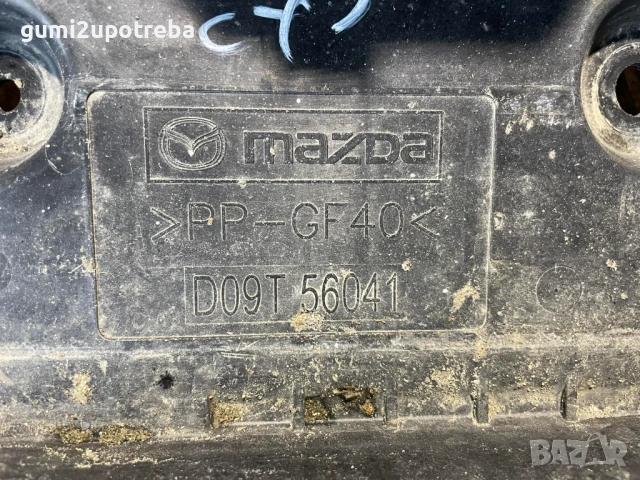 gumi2upotreba
mazda
>PP-GF40<
D09T 56041
BAZAR